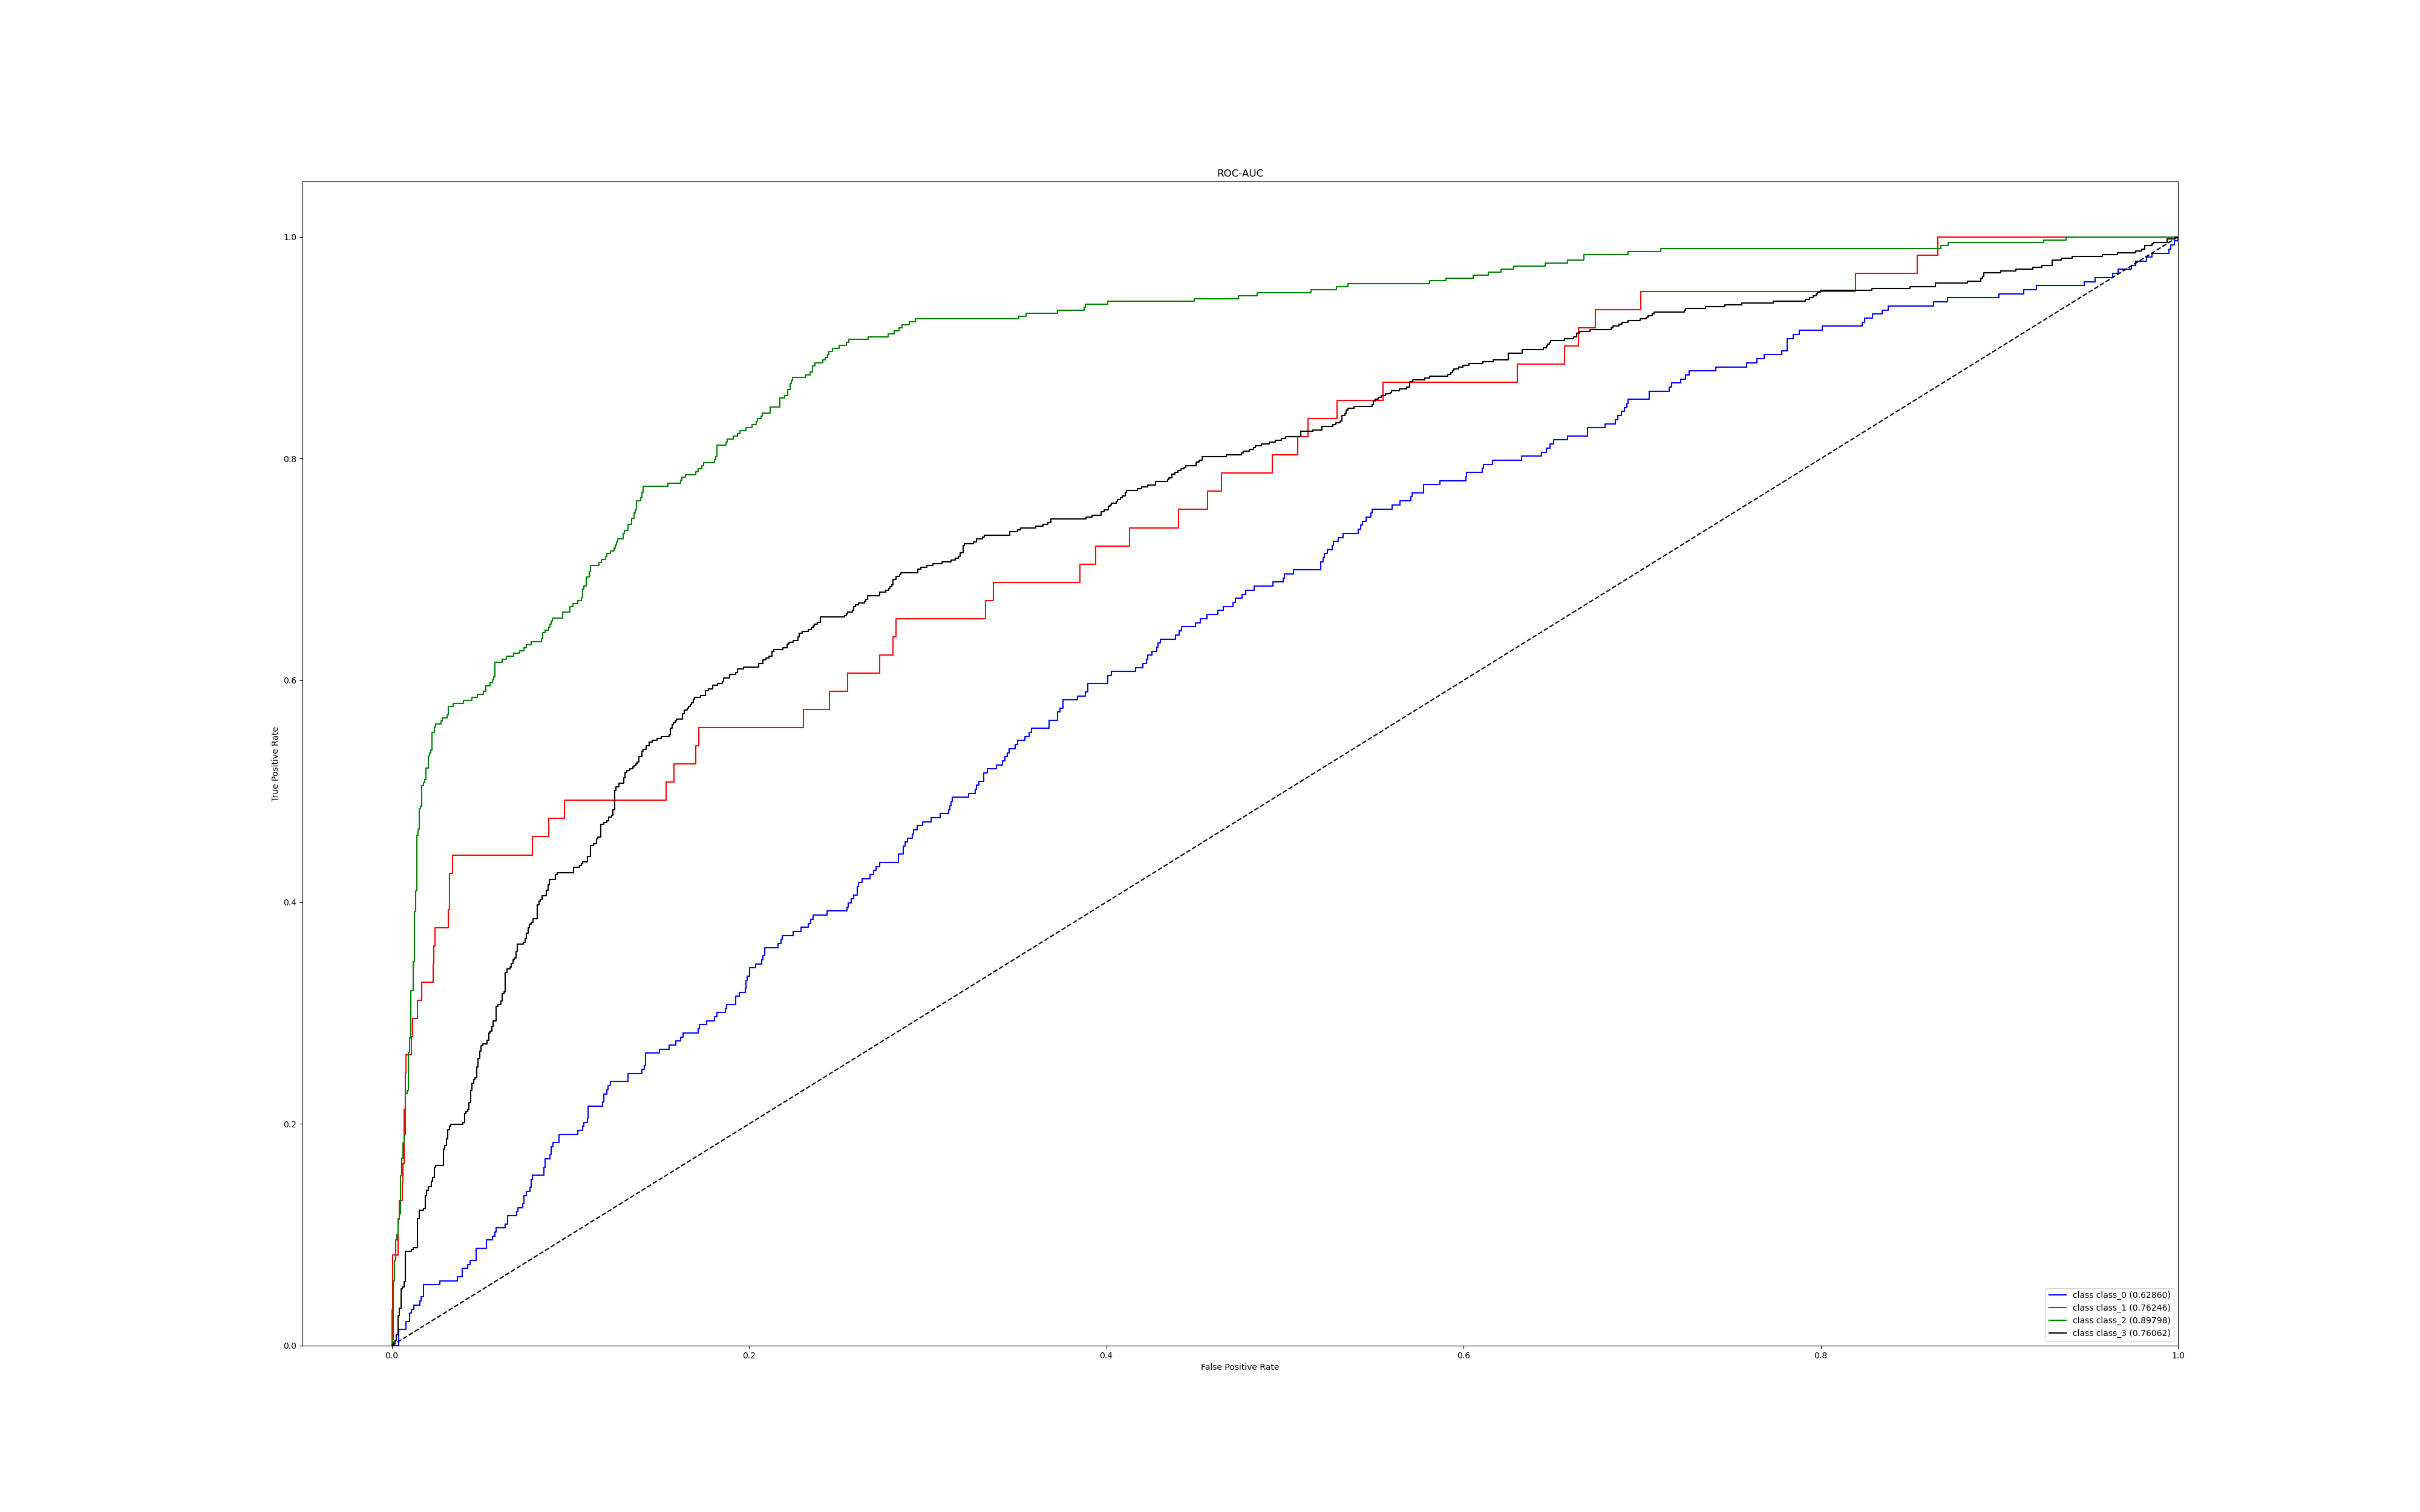 ROC-AUC
1.0
0.8
0.6
0.4
0.2
0.0
True Positive Rate
0.0 0.2 0.4 0.6 0.8 1.0
False Positive Rate
class class_0 (0.62860)
class class_1 (0.76246)
class class_2 (0.89798)
class class_3 (0.76062)